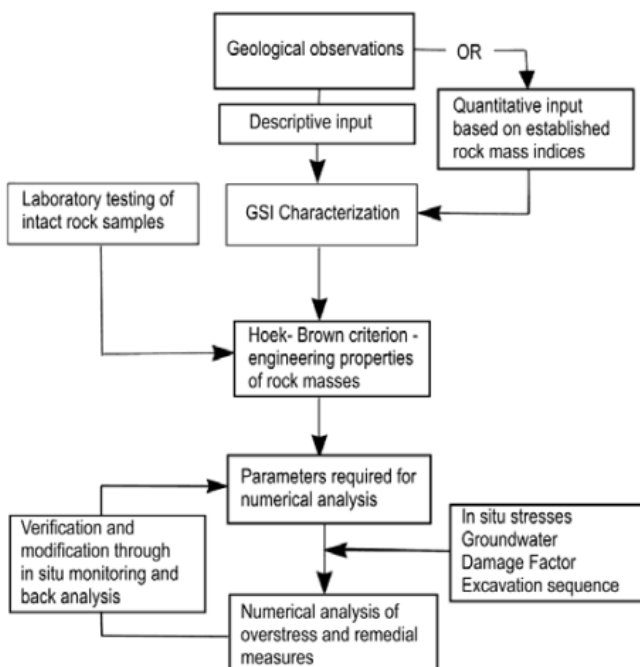 Geological observations
OR
Descriptive input
Quantitative input
based on established
rock mass indices
Laboratory testing of
intact rock samples
GSI Characterization
Hoek- Brown criterion -
engineering properties
of rock masses
Parameters required for
numerical analysis
Verification and
modification through
in situ monitoring and
back analysis
In situ stresses
Groundwater
Damage Factor
Excavation sequence
Numerical analysis of
overstress and remedial
measures